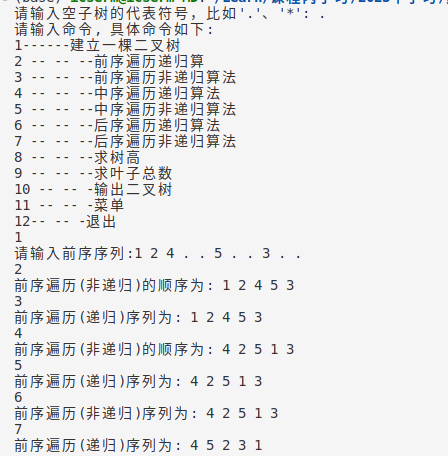 请输入空子树的代表符号，比如'.'、'*': .
请输入命令, 具体命令如下:
1------建立一棵二叉树
2 -- -- --前序遍历递归算
3 -- -- --前序遍历非递归算法
4 -- -- --中序遍历递归算法
5 -- -- --中序遍历非递归算法
6 -- -- --后序遍历递归算法
7 -- -- --后序遍历非递归算法
8 -- -- --求树高
9 -- -- --求叶子总数
10 -- -- -输出二叉树
11 -- -- -菜单
12-- -- -退出
1
请输入前序序列:1 2 4 . . 5 . . 3 . .
2
前序遍历(非递归)的顺序为: 1 2 4 5 3
3
前序遍历(递归)序列为: 1 2 4 5 3
4
前序遍历(非递归)的顺序为: 4 2 5 1 3
5
前序遍历(递归)序列为: 4 2 5 1 3
6
前序遍历(非递归)序列为: 4 2 5 1 3
7
前序遍历(递归)序列为: 4 5 2 3 1